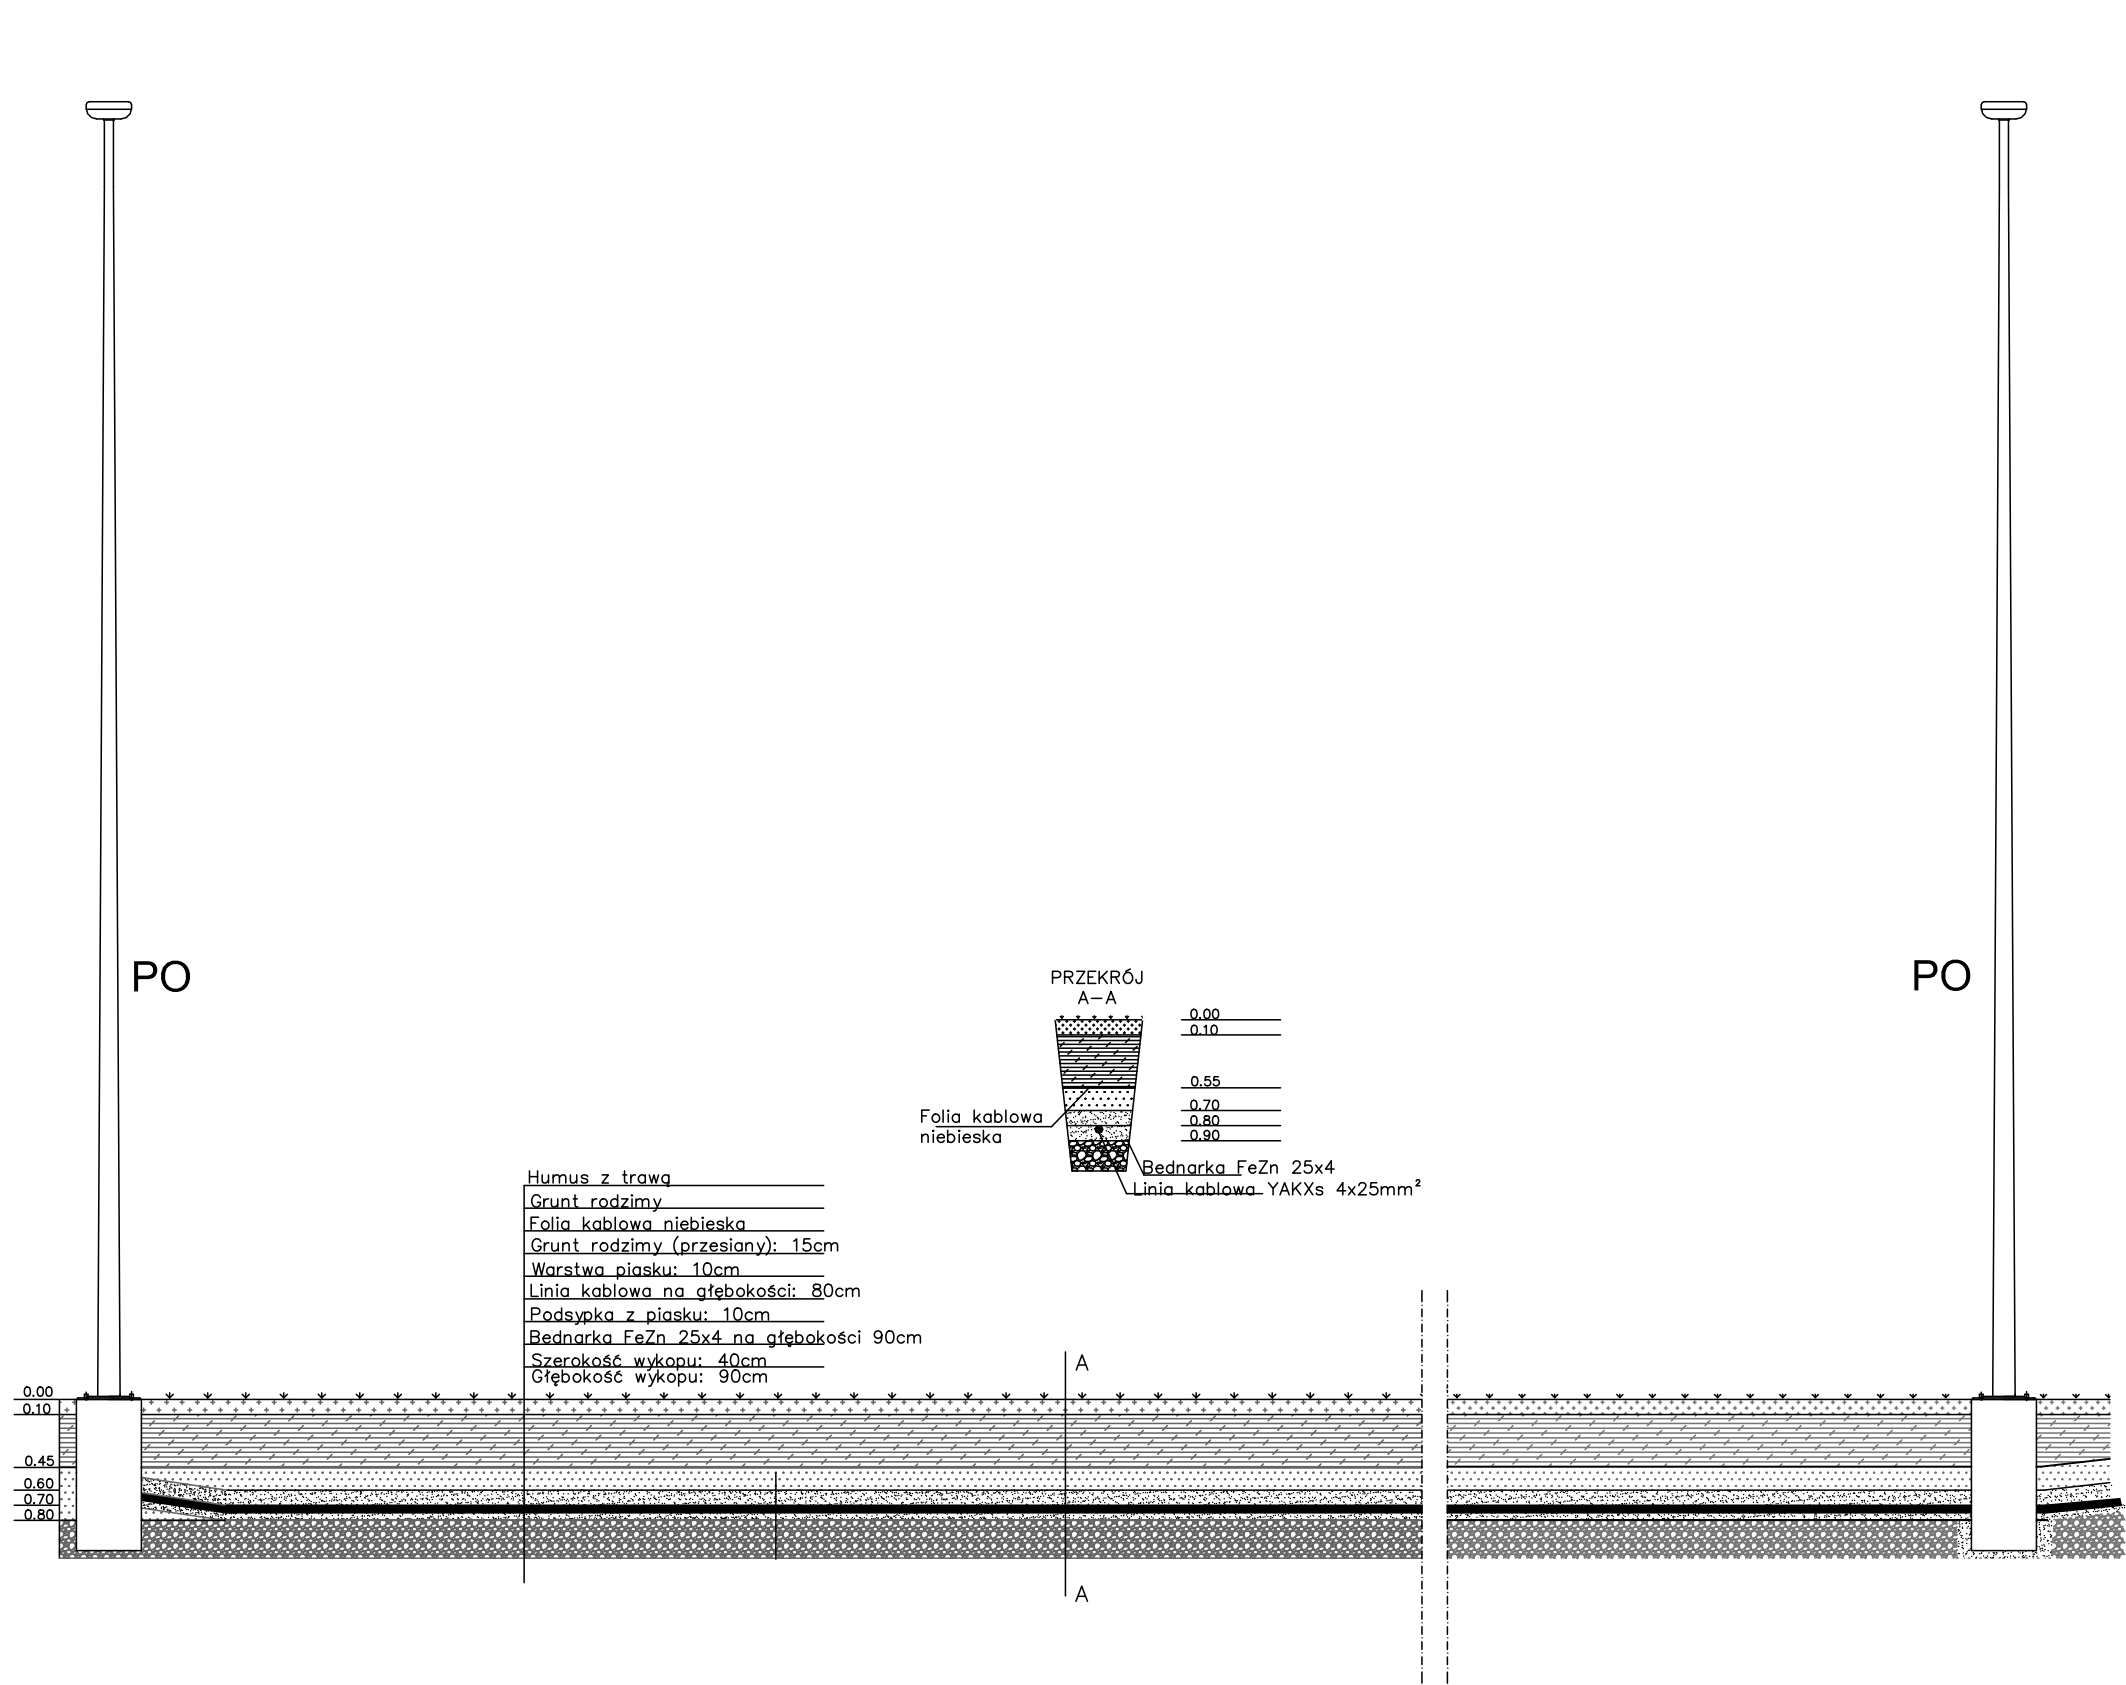 PO
PO
PRZEKRÓJ
A-A
0.00
0.10
0.55
0.70
0.80
0.90
Folia kablowa
niebieska
Bednarka FeZn 25x4
Linia kablowa YAKXs 4x25mm²
Humus z trawą
Grunt rodzimy
Folia kablowa niebieska
Grunt rodzimy (przesiany): 15cm
Warstwa piasku: 10cm
Linia kablowa na głębokości: 80cm
Podsypka z piasku: 10cm
Bednarka FeZn 25x4 na głębokości 90cm
Szerokość wykopu: 40cm
Głębokość wykopu: 90cm
A
0.00
0.10
0.45
0.60
0.70
0.80
A